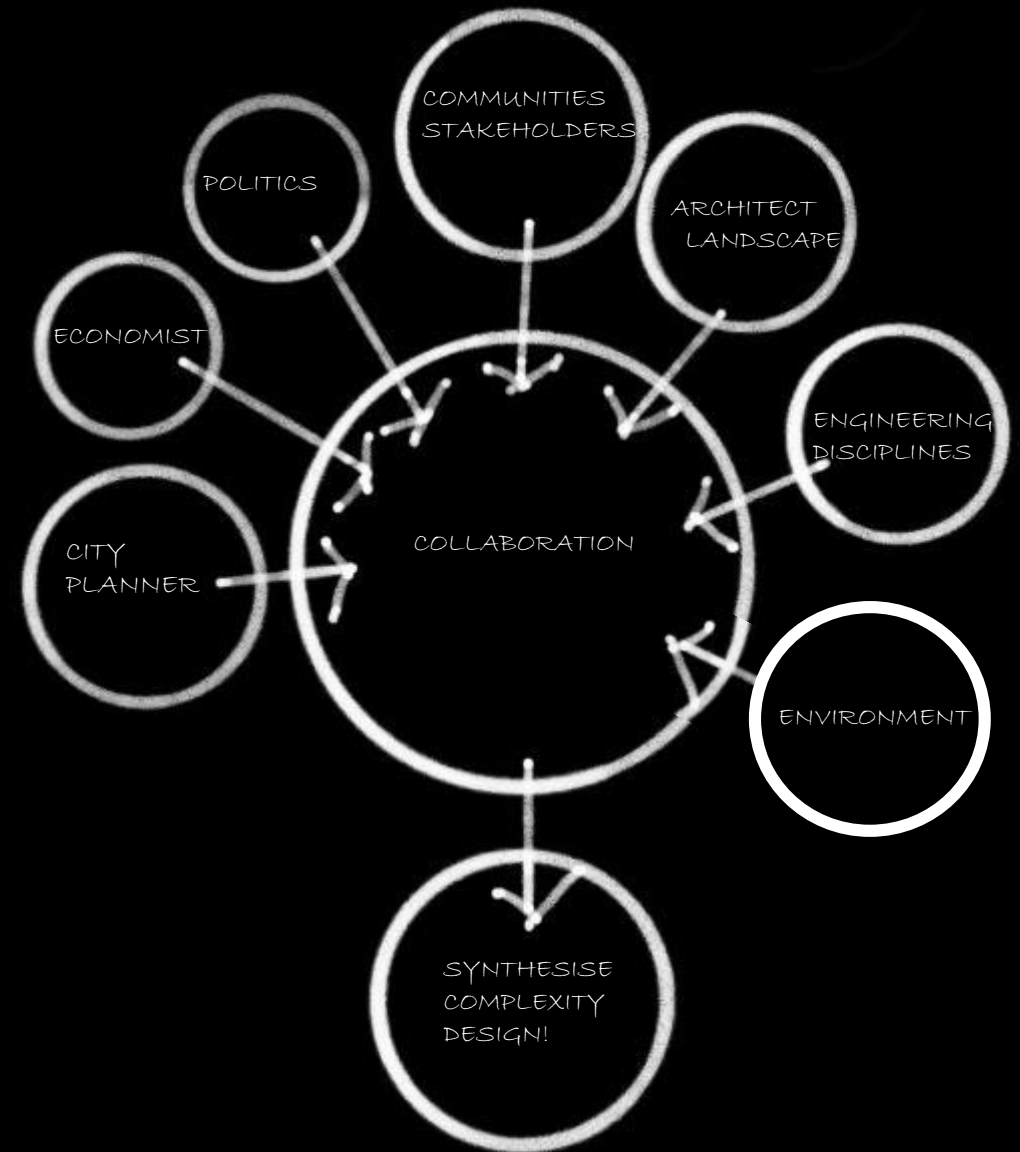 COMMUNITIES
STAKEHOLDERS
POLITICS
ARCHITECT
LANDSCAPE
ECONOMIST
ENGINEERING
DISCIPLINES
CITY
PLANNER
COLLABORATION
ENVIRONMENT
SYNTHESISE
COMPLEXITY
DESIGN!